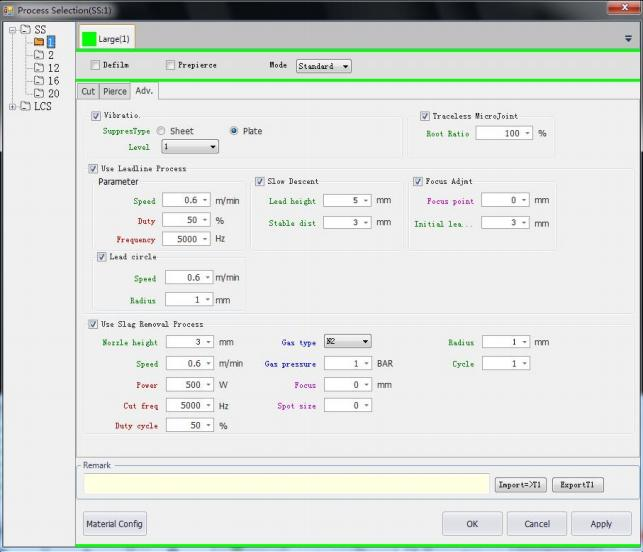 Process Selection(SS:1)
SS
1
2
12
16
20
LCS
Large(1)
Defilm Prepierce Mode Standard
Cut Pierce Adv.
Vibratio. Traceless MicroJoint
SuppresType Sheet Plate Root Ratio 100 %
Level 1
Use Leadline Process
Parameter Slow Descent Focus Adjmt
Speed 0.6 m/min Lead height 5 mm Focus point 0 mm
Duty 50 % Stable dist 3 mm Initial lea... 3 mm
Frequency 5000 Hz
Lead circle
Speed 0.6 m/min
Radius 1 mm
Use Slag Removal Process
Nozzle height 3 mm Gas type N2 Radius 1 mm
Speed 0.6 m/min Gas pressure 1 BAR Cycle 1
Power 500 W Focus 0 mm
Cut freq 5000 Hz Spot size 0
Duty cycle 50 %
Remark
Import=>T1 ExportT1
Material Config OK Cancel Apply